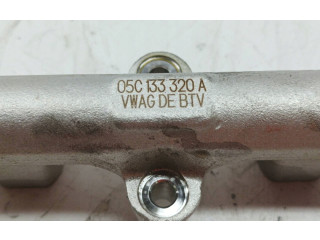 05C 133 320 A
VWAG DE BTV